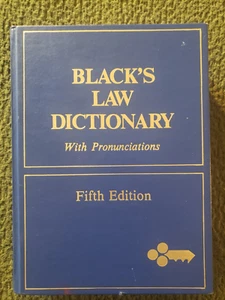 BLACK'S
LAW
DICTIONARY
With Pronunciations
Fifth Edition